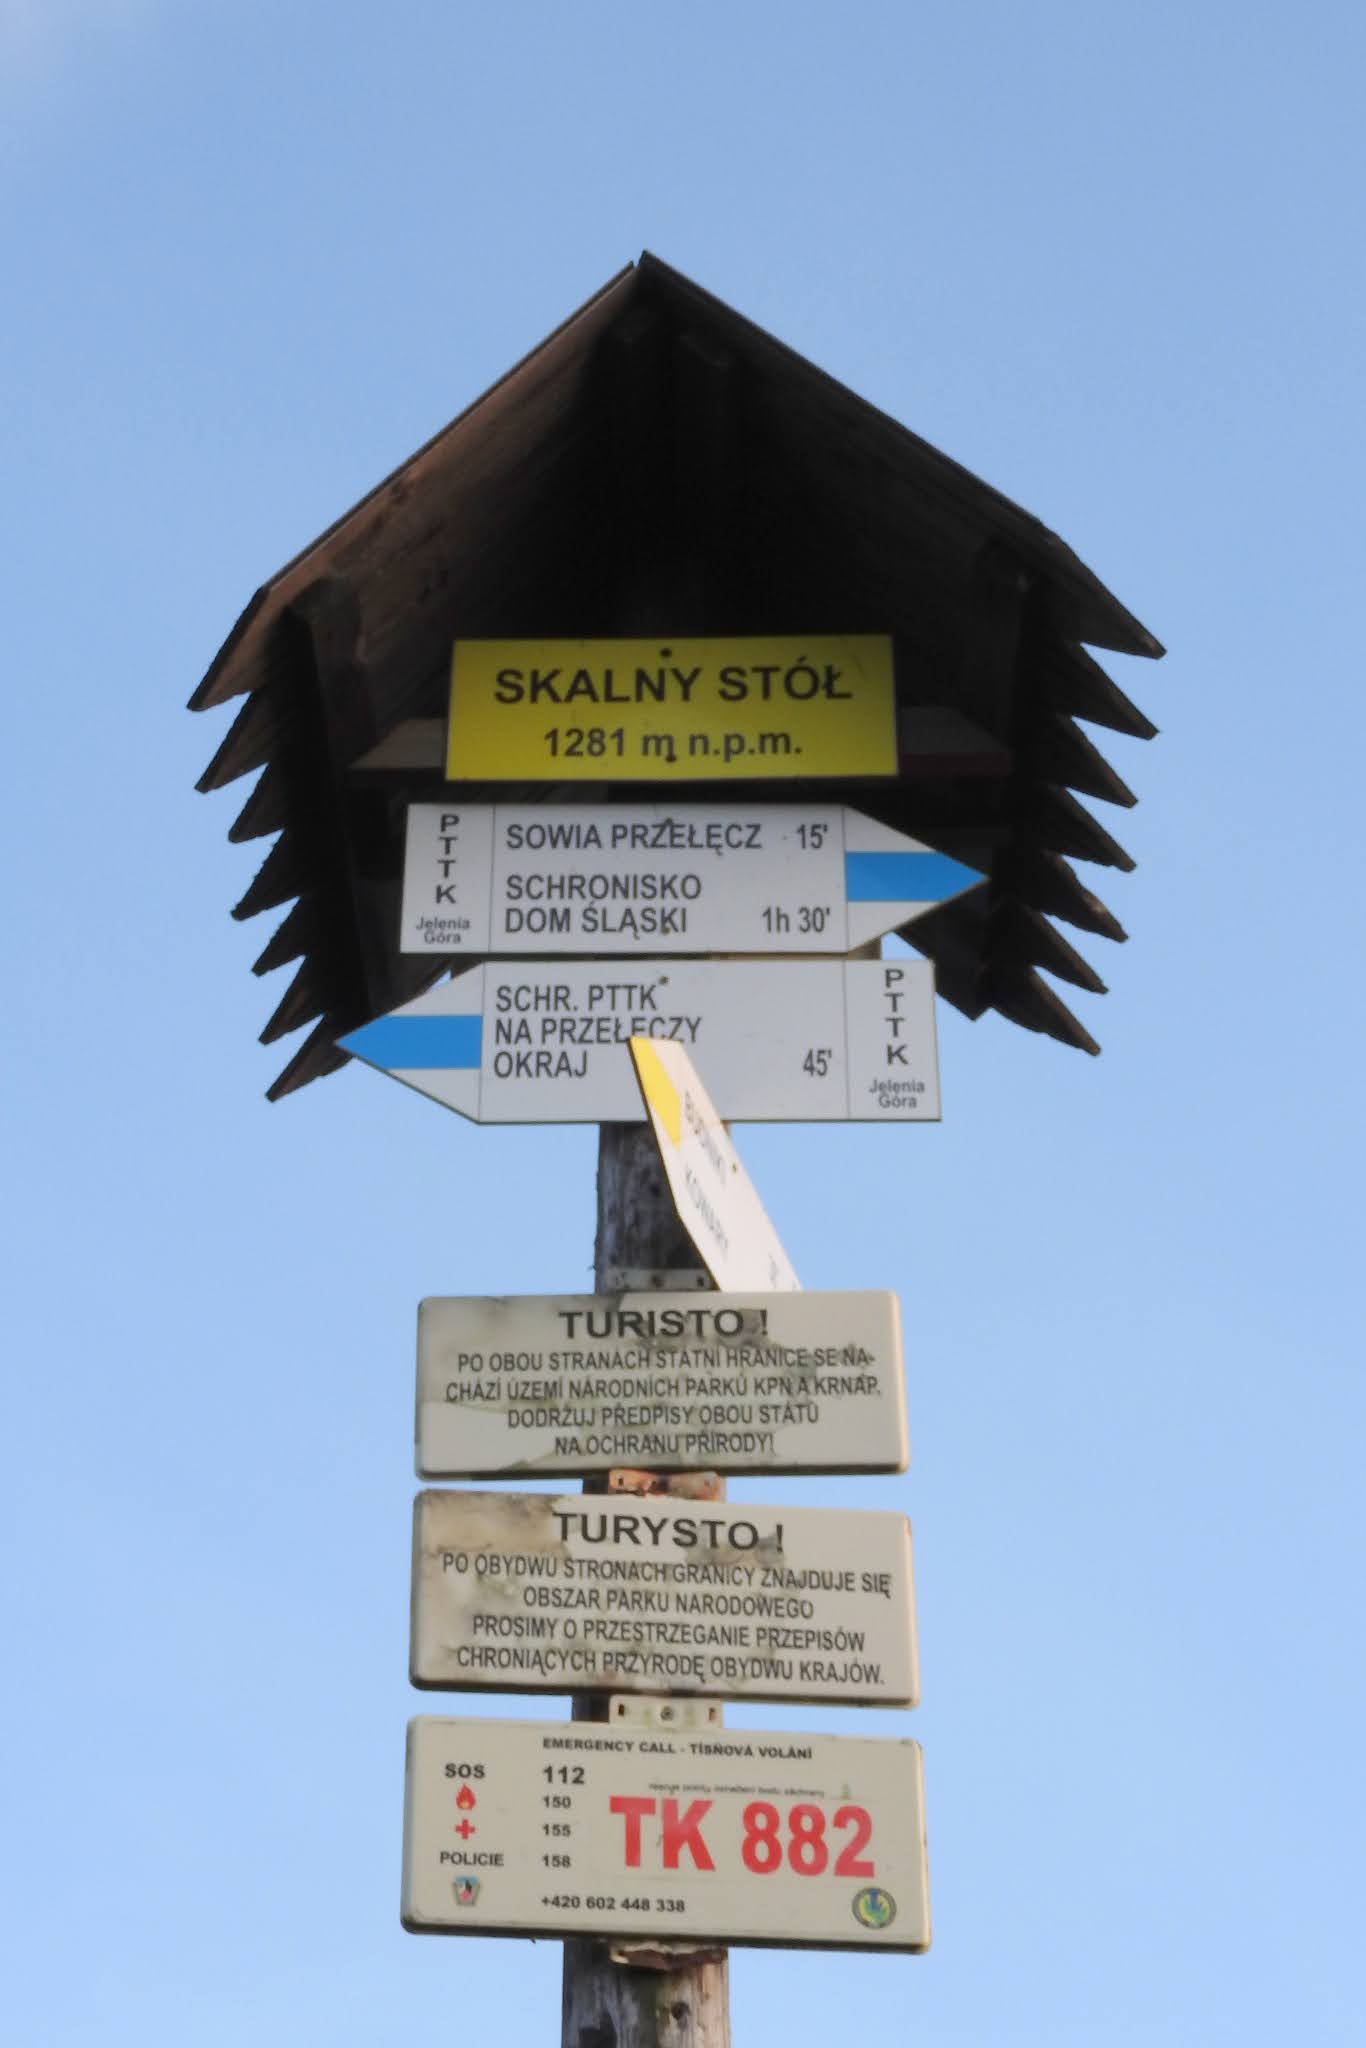 SKALNY STÓŁ
1281 m n.p.m.
PTTK
Jelenia
Góra
SOWIA PRZEŁĘCZ 15'
SCHRONISKO
DOM ŚLĄSKI 1h 30'
SCHR. PTTK
NA PRZEŁĘCZY
OKRAJ 45'
PTTK
Jelenia
Góra
KOWARY
TURISTO !
PO OBOU STRANÁCH STÁTNÍ HRANICE SE NA-
CHÁZÍ ÚZEMÍ NÁRODNÍCH PARKŮ KPN A KRNAP.
DODRŽUJ PŘEDPISY OBOU STÁTŮ
NA OCHRANU PŘÍRODY!
TURYSTO !
PO OBYDWU STRONACH GRANICY ZNAJDUJE SIĘ
OBSZAR PARKU NARODOWEGO
PROSIMY O PRZESTRZEGANIE PRZEPISÓW
CHRONIĄCYCH PRZYRODĘ OBYDWU KRAJÓW.
EMERGENCY CALL - TÍSŇOVÁ VOLÁNÍ
SOS 112
150
155
POLICIE 158
TK 882
+420 602 448 338